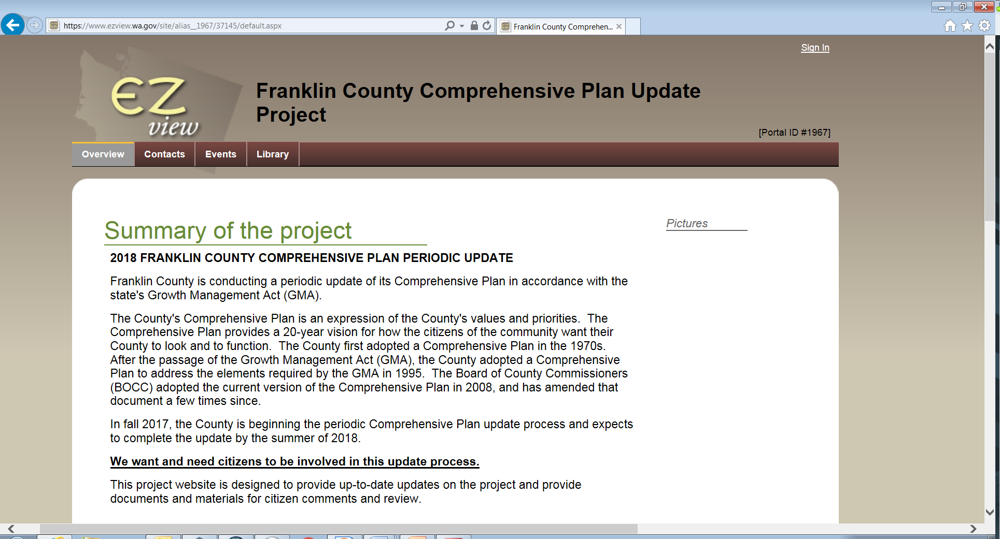 https://www.ezview.wa.gov/site/alias__1967/37145/default.aspx
Franklin County Comprehen...
Sign In
EZ
view
Franklin County Comprehensive Plan Update
Project
[Portal ID #1967]
Overview
Contacts
Events
Library
Summary of the project
Pictures
2018 FRANKLIN COUNTY COMPREHENSIVE PLAN PERIODIC UPDATE
Franklin County is conducting a periodic update of its Comprehensive Plan in accordance with the
state's Growth Management Act (GMA).
The County's Comprehensive Plan is an expression of the County's values and priorities.  The
Comprehensive Plan provides a 20-year vision for how the citizens of the community want their
County to look and to function.  The County first adopted a Comprehensive Plan in the 1970s.
After the passage of the Growth Management Act (GMA), the County adopted a Comprehensive
Plan to address the elements required by the GMA in 1995.  The Board of County Commissioners
(BOCC) adopted the current version of the Comprehensive Plan in 2008, and has amended that
document a few times since.
In fall 2017, the County is beginning the periodic Comprehensive Plan update process and expects
to complete the update by the summer of 2018.
We want and need citizens to be involved in this update process.
This project website is designed to provide up-to-date updates on the project and provide
documents and materials for citizen comments and review.